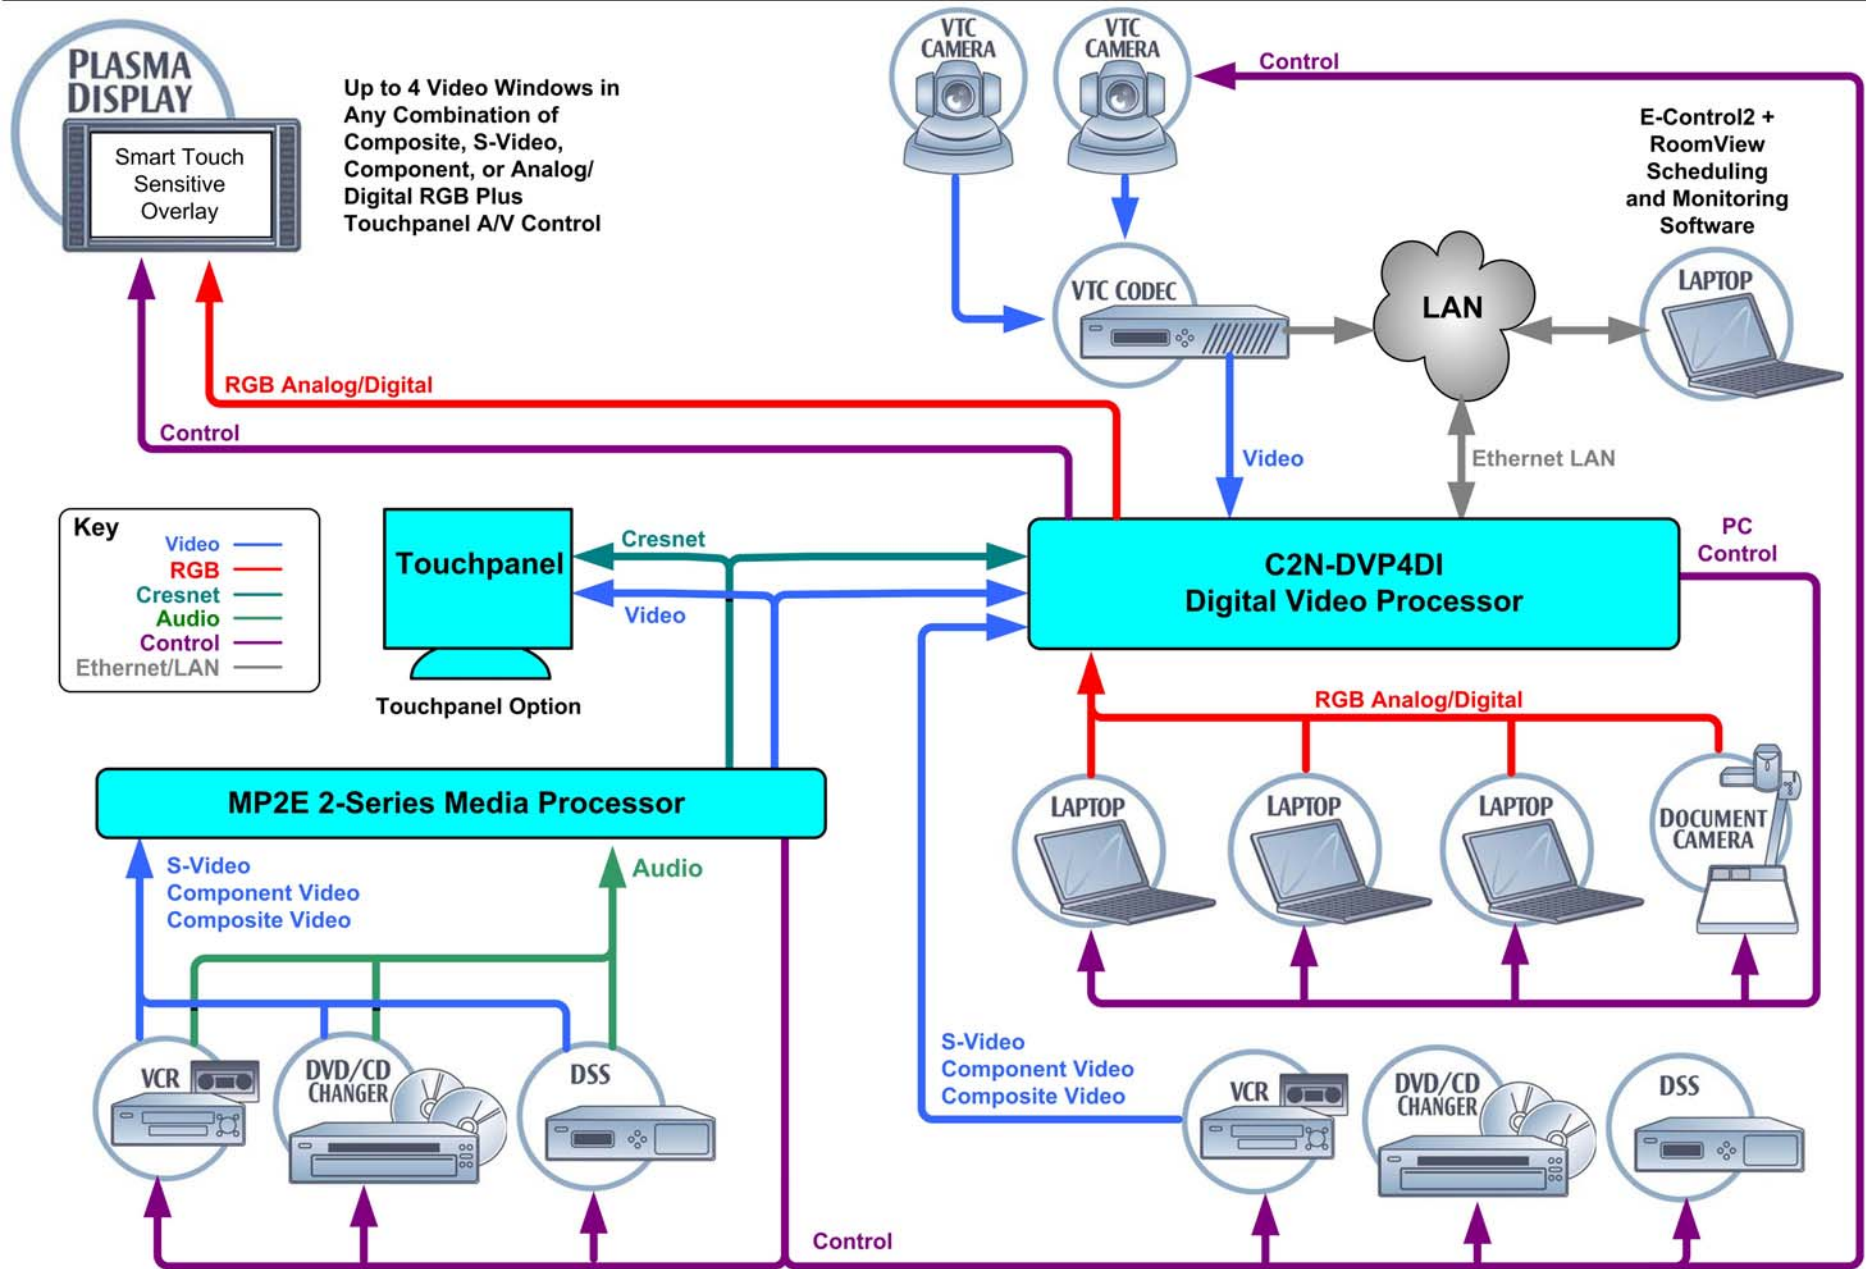 PLASMA
DISPLAY
Smart Touch
Sensitive
Overlay
Up to 4 Video Windows in
Any Combination of
Composite, S-Video,
Component, or Analog/
Digital RGB Plus
Touchpanel A/V Control
VTC
CAMERA
VTC
CAMERA
Control
E-Control2 +
RoomView
Scheduling
and Monitoring
Software
VTC CODEC
LAN
LAPTOP
RGB Analog/Digital
Control
Video
Ethernet LAN
Key
Video
RGB
Cresnet
Audio
Control
Ethernet/LAN
Touchpanel
Touchpanel Option
Cresnet
Video
C2N-DVP4DI
Digital Video Processor
PC
Control
RGB Analog/Digital
MP2E 2-Series Media Processor
LAPTOP
LAPTOP
LAPTOP
DOCUMENT
CAMERA
S-Video
Component Video
Composite Video
Audio
VCR
DVD/CD
CHANGER
DSS
S-Video
Component Video
Composite Video
VCR
DVD/CD
CHANGER
DSS
Control